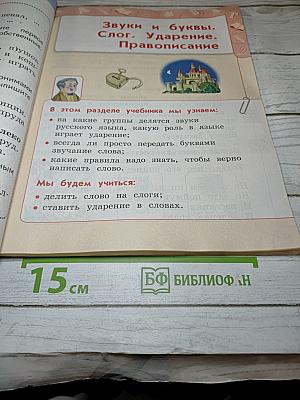 Звуки и буквы.
Слог. Ударение.
Правописание
В этом разделе учебника мы узнаем:
• на какие группы делятся звуки
русского языка, какую роль в языке
играет ударение;
• всегда ли просто передать буквами
звучание слова;
• какие правила надо знать, чтобы верно
написать слово.
Мы будем учиться:
• делить слово на слоги;
• ставить ударение в словах.
15 см
БФ БИБЛИОФАН